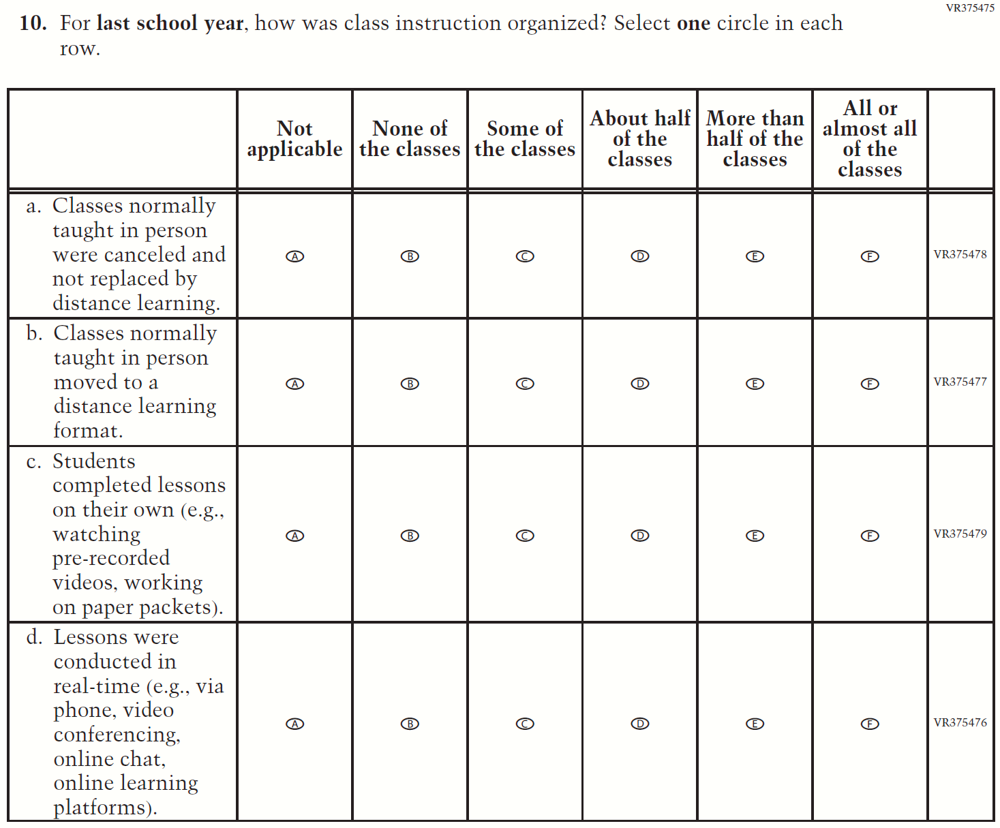 VR375475
10. For last school year, how was class instruction organized? Select one circle in each
row.
Not
applicable
None of
the classes
Some of
the classes
About half
of the
classes
More than
half of the
classes
All or
almost all
of the
classes
a. Classes normally
taught in person
were canceled and
not replaced by
distance learning.
A B C D E F VR375478
b. Classes normally
taught in person
moved to a
distance learning
format.
A B C D E F VR375477
c. Students
completed lessons
on their own (e.g.,
watching
pre-recorded
videos, working
on paper packets).
A B C D E F VR375479
d. Lessons were
conducted in
real-time (e.g., via
phone, video
conferencing,
online chat,
online learning
platforms).
A B C D E F VR375476